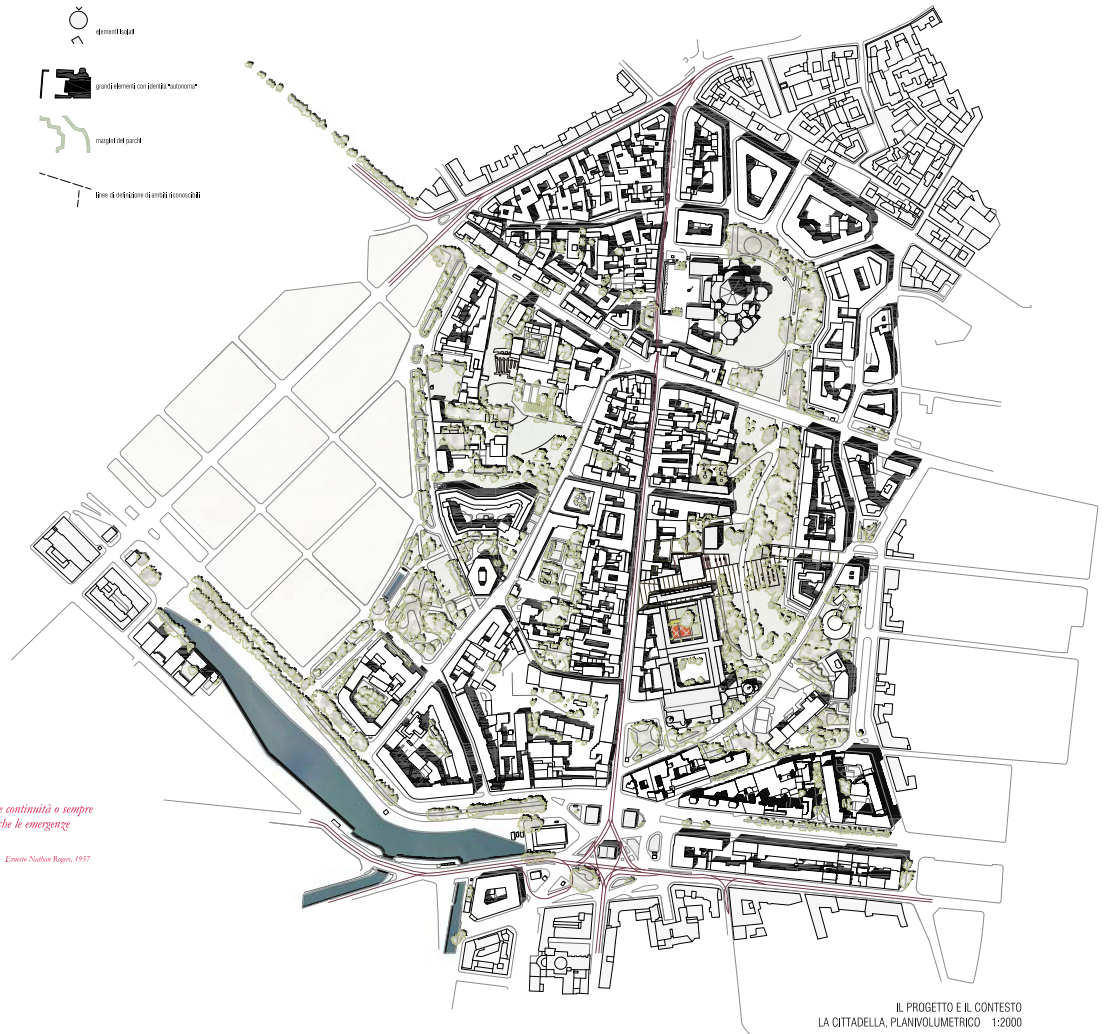 elementi isolati
grandi elementi con identità "autonoma"
margini dei parchi
linee di definizione di ambiti riconoscibili
e continuità o sempre
che le emergenze
Ernesto Nathan Rogers, 1957
IL PROGETTO E IL CONTESTO
LA CITTADELLA, PLANIVOLUMETRICO 1:2000